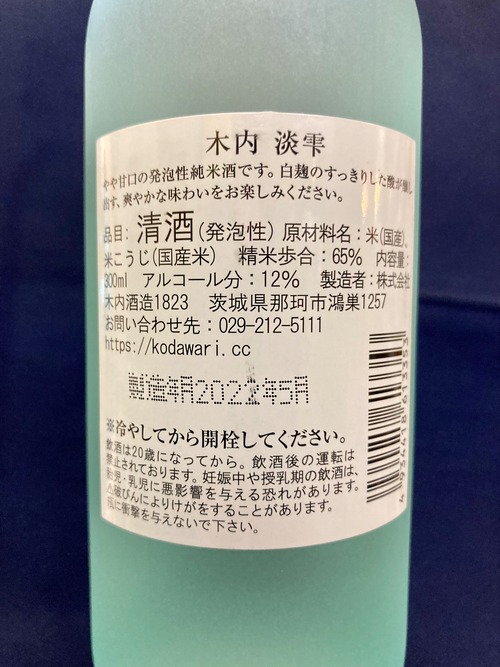 木内 淡雫
やや甘口の発泡性純米酒です。白麹のすっきりした酸が醸し
出す、爽やかな味わいをお楽しみください。
品目:清酒(発泡性) 原材料名:米(国産)、
米こうじ(国産米) 精米歩合:65% 内容量:
300ml アルコール分:12% 製造者:株式会社
木内酒造1823 茨城県那珂市鴻巣1257
お問い合わせ先:029-212-5111
https://kodawari.cc
製造年月2022年5月
※冷やしてから開栓してください。
飲酒は20歳になってから。飲酒後の運転は
禁止されております。妊娠中や授乳期の飲酒は、
胎児・乳児に悪影響を与える恐れがあります。
⚠破びんによりけがをすることがあります。
瓶に衝撃を与えないで下さい。